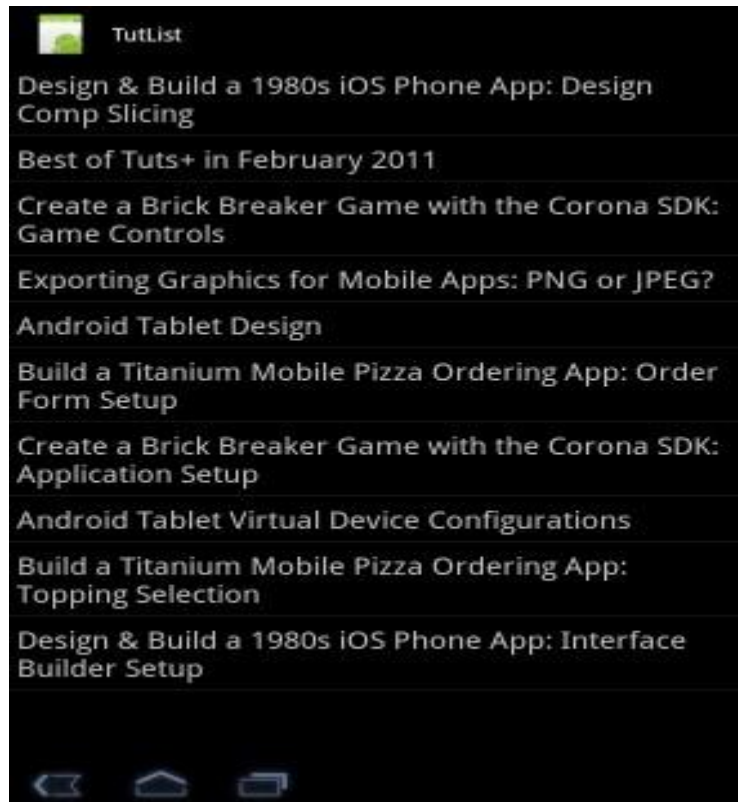 TutList
Design & Build a 1980s iOS Phone App: Design
Comp Slicing
Best of Tuts+ in February 2011
Create a Brick Breaker Game with the Corona SDK:
Game Controls
Exporting Graphics for Mobile Apps: PNG or JPEG?
Android Tablet Design
Build a Titanium Mobile Pizza Ordering App: Order
Form Setup
Create a Brick Breaker Game with the Corona SDK:
Application Setup
Android Tablet Virtual Device Configurations
Build a Titanium Mobile Pizza Ordering App:
Topping Selection
Design & Build a 1980s iOS Phone App: Interface
Builder Setup